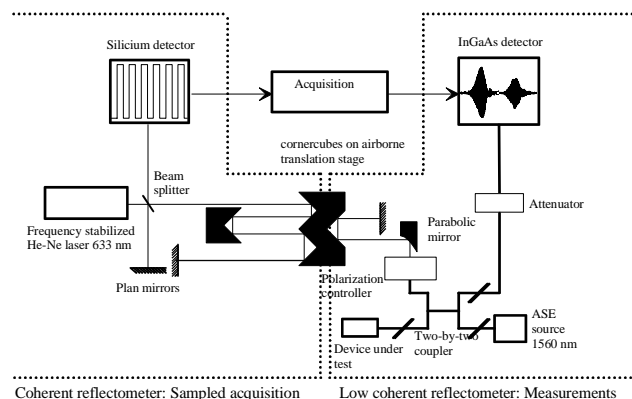 Silicium detector
InGaAs detector
Acquisition
cornercubes on airborne
translation stage
Beam
splitter
Attenuator
Parabolic
mirror
Frequency stabilized
He-Ne laser 633 nm
Polarization
controller
Plan mirrors
ASE
source
1560 nm
Device under
test
Two-by-two
coupler
Coherent reflectometer: Sampled acquisition
Low coherent reflectometer: Measurements